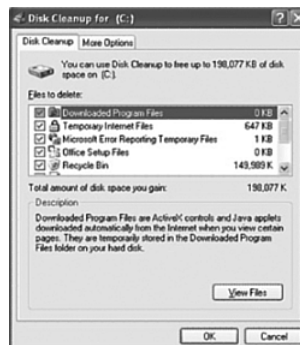 Disk Cleanup for (C:)
Disk Cleanup
More Options
You can use Disk Cleanup to free up to 198,077 KB of disk
space on (C:).
Files to delete:
Downloaded Program Files 0 KB
Temporary Internet Files 647 KB
Microsoft Error Reporting Temporary Files 1 KB
Office Setup Files 0 KB
Recycle Bin 149,989 K
Total amount of disk space you gain: 198,077 K
Description
Downloaded Program Files are ActiveX controls and Java applets
downloaded automatically from the Internet when you view certain
pages. They are temporarily stored in the Downloaded Program
Files folder on your hard disk.
View Files
OK Cancel